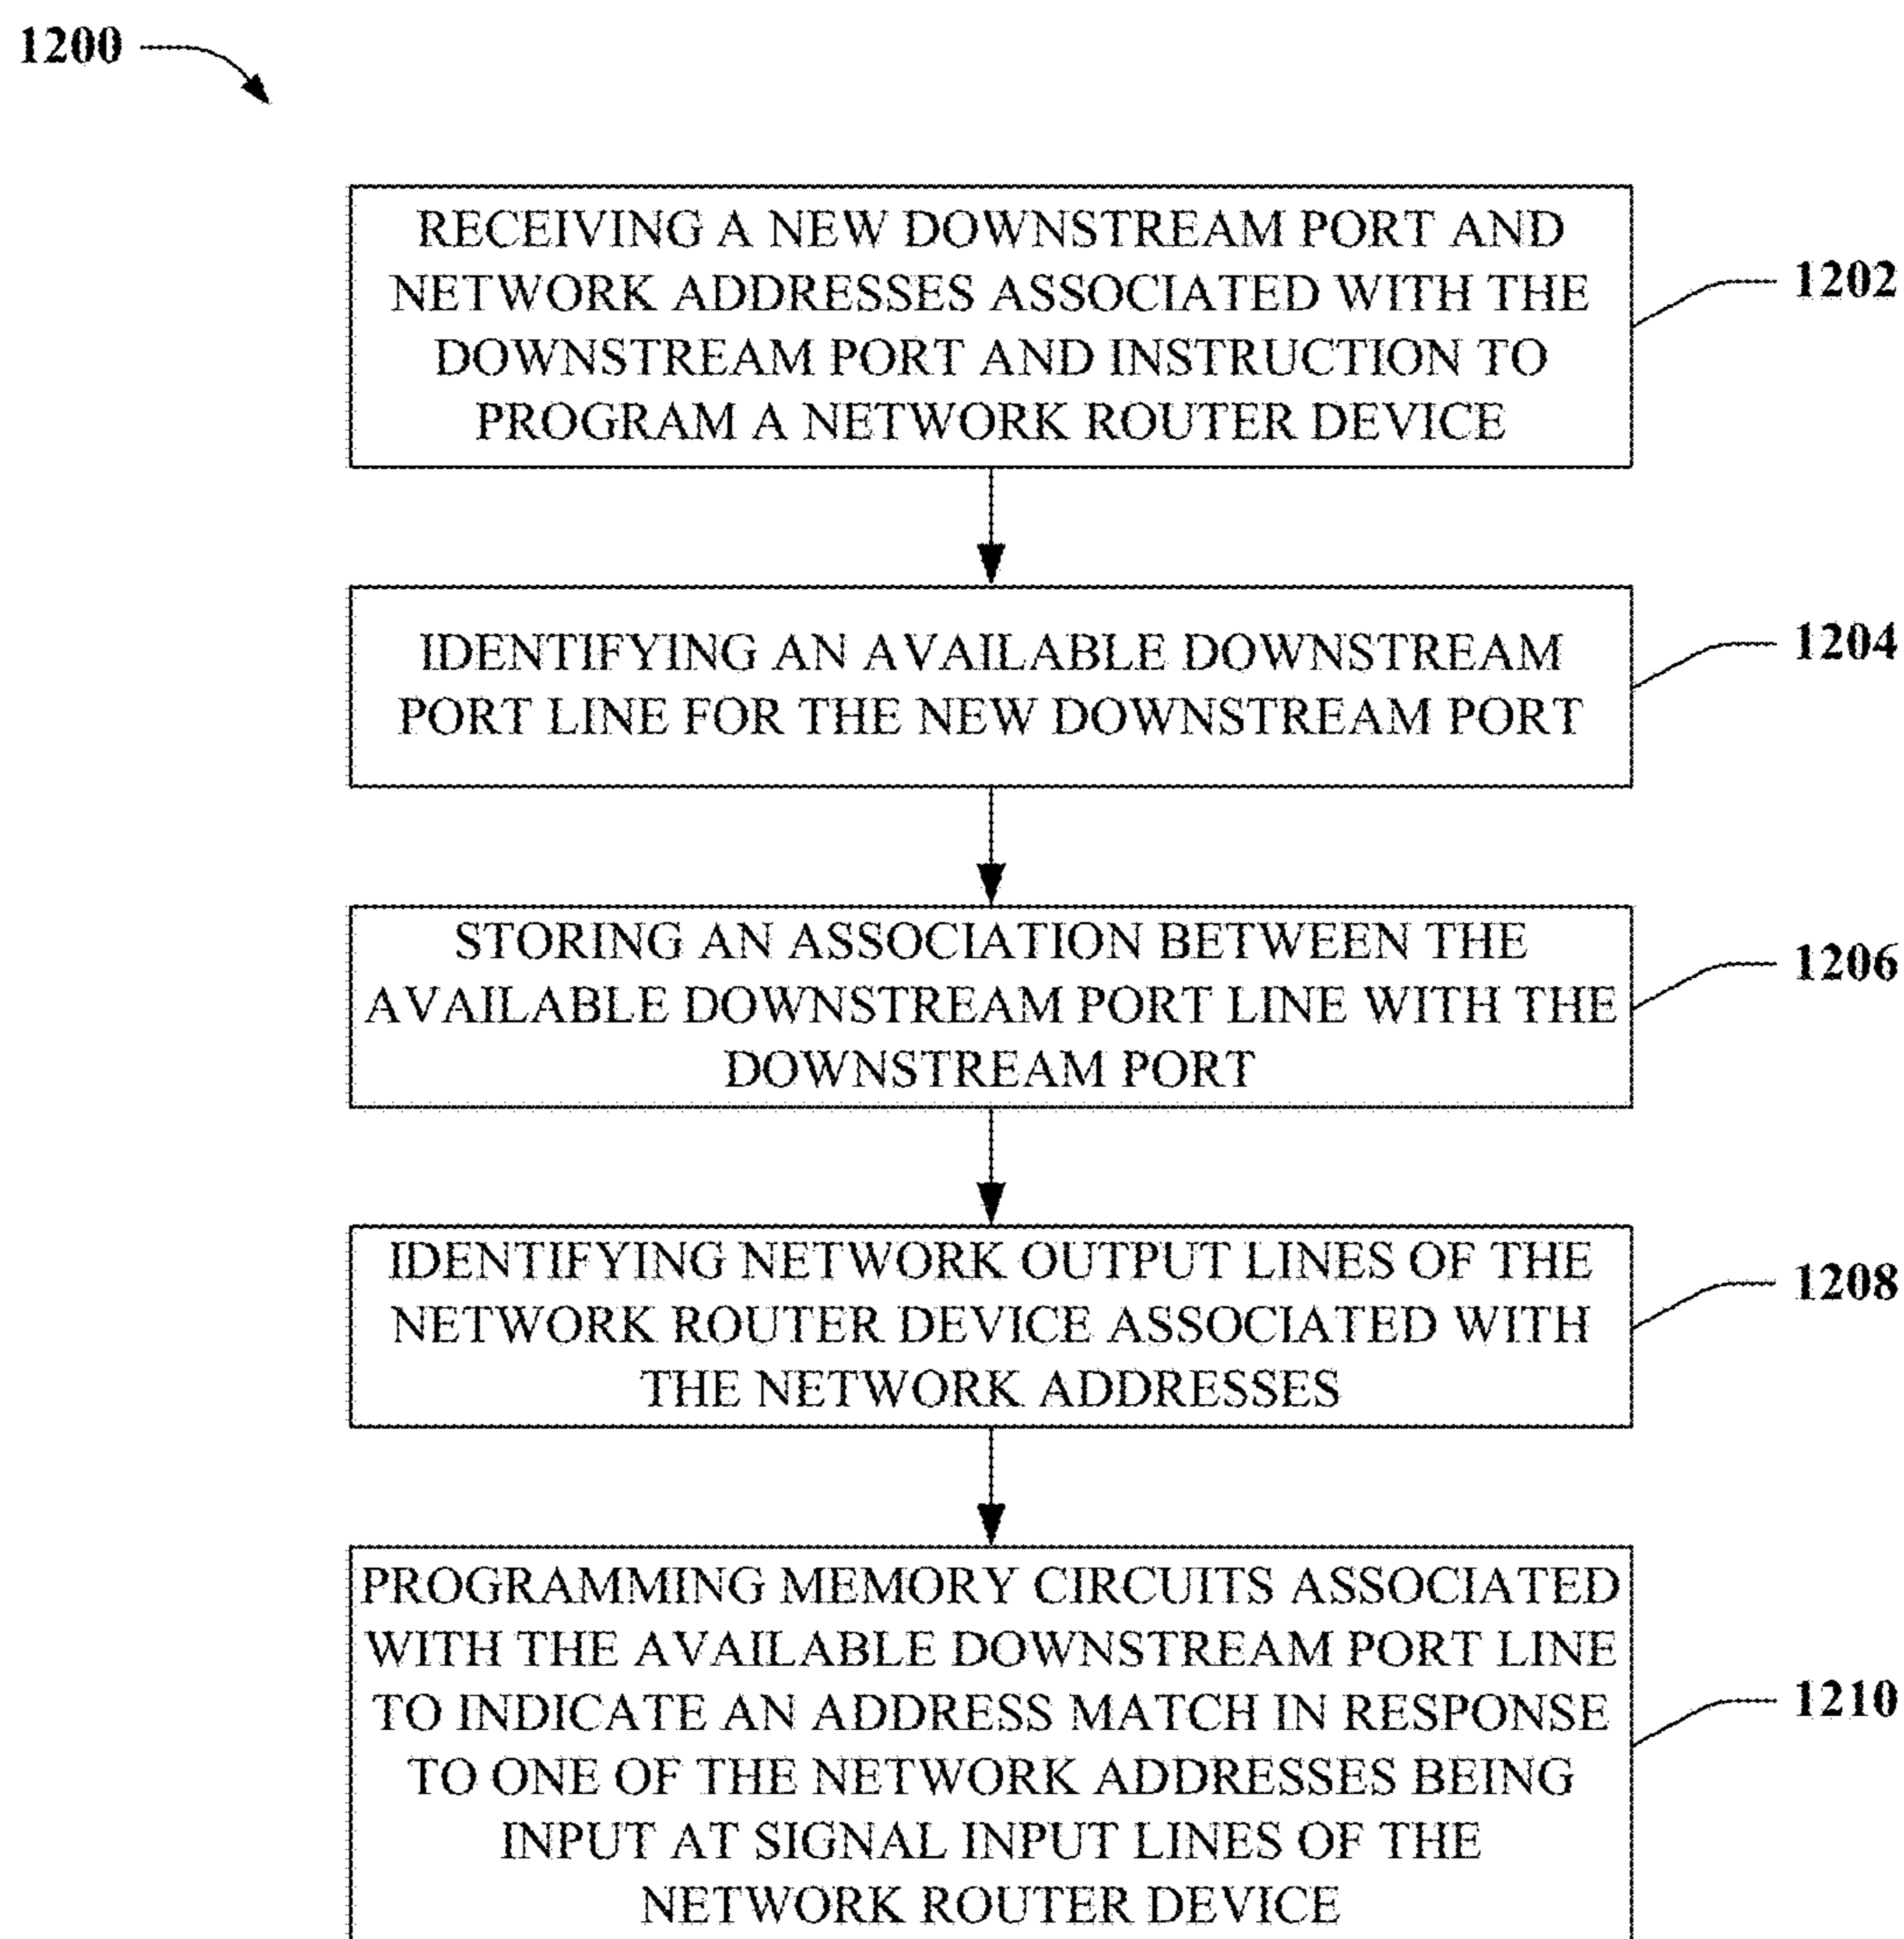 1200
RECEIVING A NEW DOWNSTREAM PORT AND
NETWORK ADDRESSES ASSOCIATED WITH THE
DOWNSTREAM PORT AND INSTRUCTION TO
PROGRAM A NETWORK ROUTER DEVICE
1202
IDENTIFYING AN AVAILABLE DOWNSTREAM
PORT LINE FOR THE NEW DOWNSTREAM PORT
1204
STORING AN ASSOCIATION BETWEEN THE
AVAILABLE DOWNSTREAM PORT LINE WITH THE
DOWNSTREAM PORT
1206
IDENTIFYING NETWORK OUTPUT LINES OF THE
NETWORK ROUTER DEVICE ASSOCIATED WITH
THE NETWORK ADDRESSES
1208
PROGRAMMING MEMORY CIRCUITS ASSOCIATED
WITH THE AVAILABLE DOWNSTREAM PORT LINE
TO INDICATE AN ADDRESS MATCH IN RESPONSE
TO ONE OF THE NETWORK ADDRESSES BEING
INPUT AT SIGNAL INPUT LINES OF THE
NETWORK ROUTER DEVICE
1210